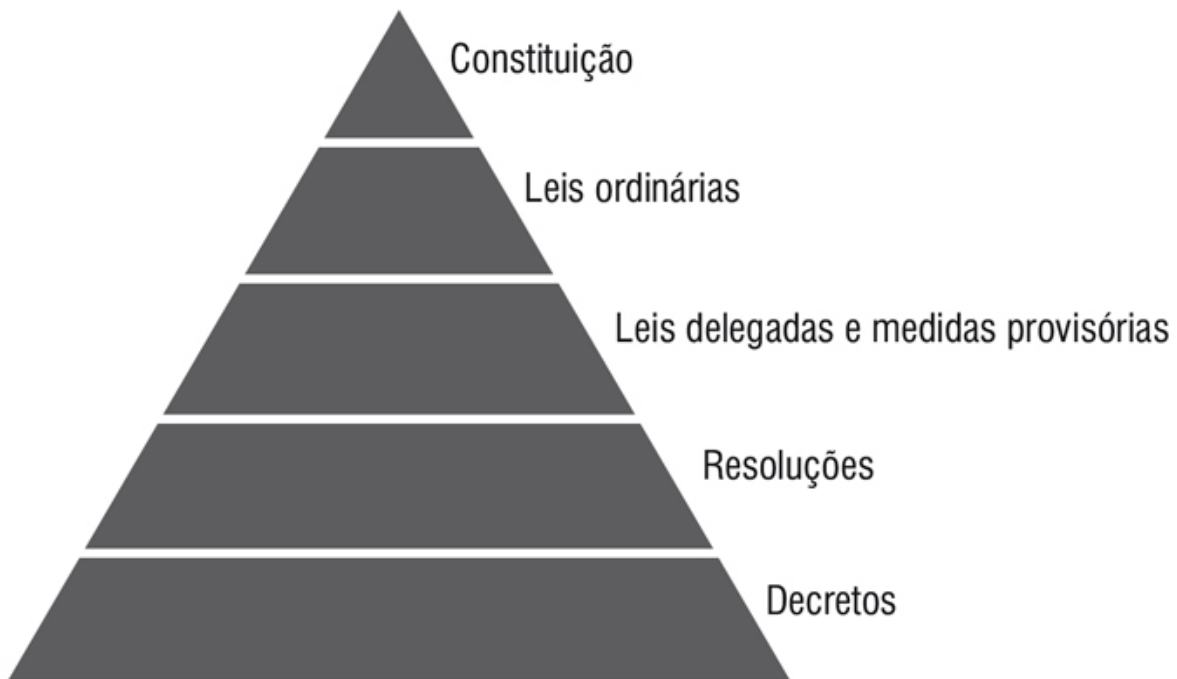 Constituição
Leis ordinárias
Leis delegadas e medidas provisórias
Resoluções
Decretos